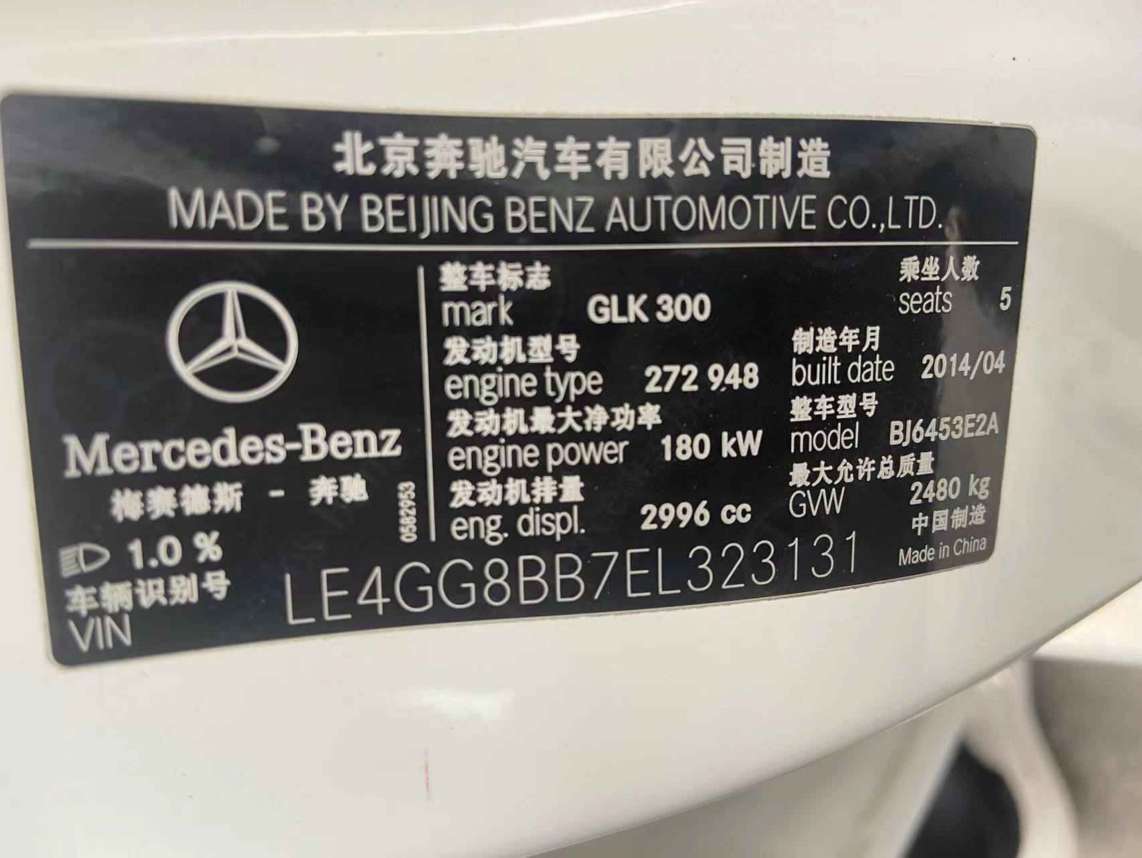 北京奔驰汽车有限公司制造
MADE BY BEIJING BENZ AUTOMOTIVE CO.,LTD.
Mercedes-Benz
梅赛德斯 - 奔驰
1.0 %
0582953
整车标志
mark GLK 300
乘坐人数
seats 5
发动机型号
engine type 272 948
制造年月
built date 2014/04
发动机最大净功率
engine power 180 kW
整车型号
model BJ6453E2A
发动机排量
eng. displ. 2996 cc
最大允许总质量
GVW 2480 kg
中国制造
Made in China
车辆识别号
VIN LE4GG8BB7EL323131